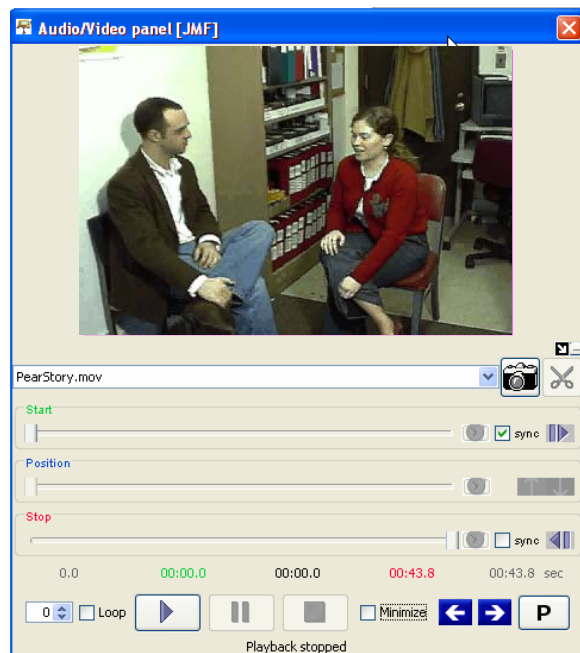 Audio/Video panel [JMF]
PearStory.mov
Start
sync
Position
Stop
sync
0.0 00:00.0 00:00.0 00:43.8 00:43.8 sec
0 Loop Minimize P
Playback stopped